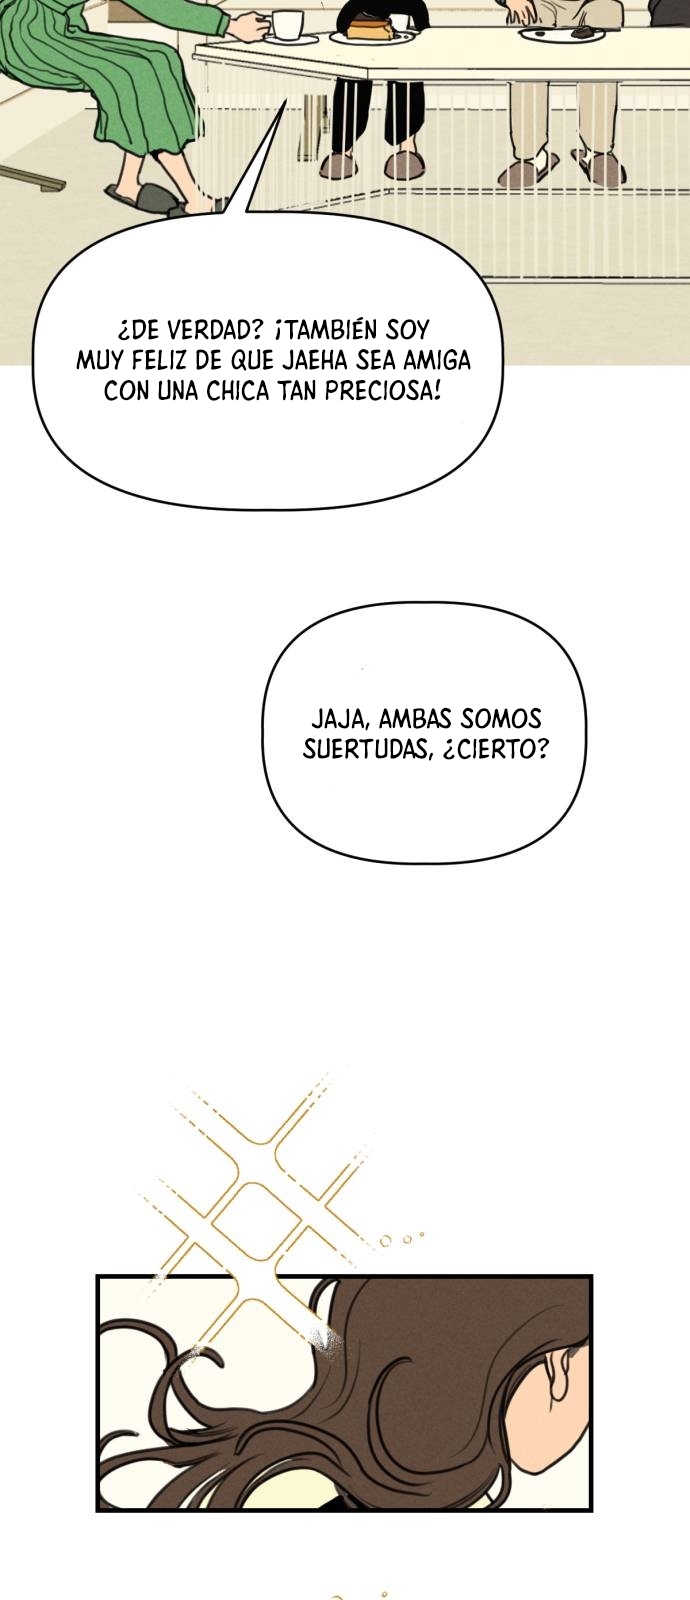 ¿DE VERDAD? ¡TAMBIÉN SOY
MUY FELIZ DE QUE JAEHA SEA AMIGA
CON UNA CHICA TAN PRECIOSA!
JAJA, AMBAS SOMOS
SUERTUDAS, ¿CIERTO?